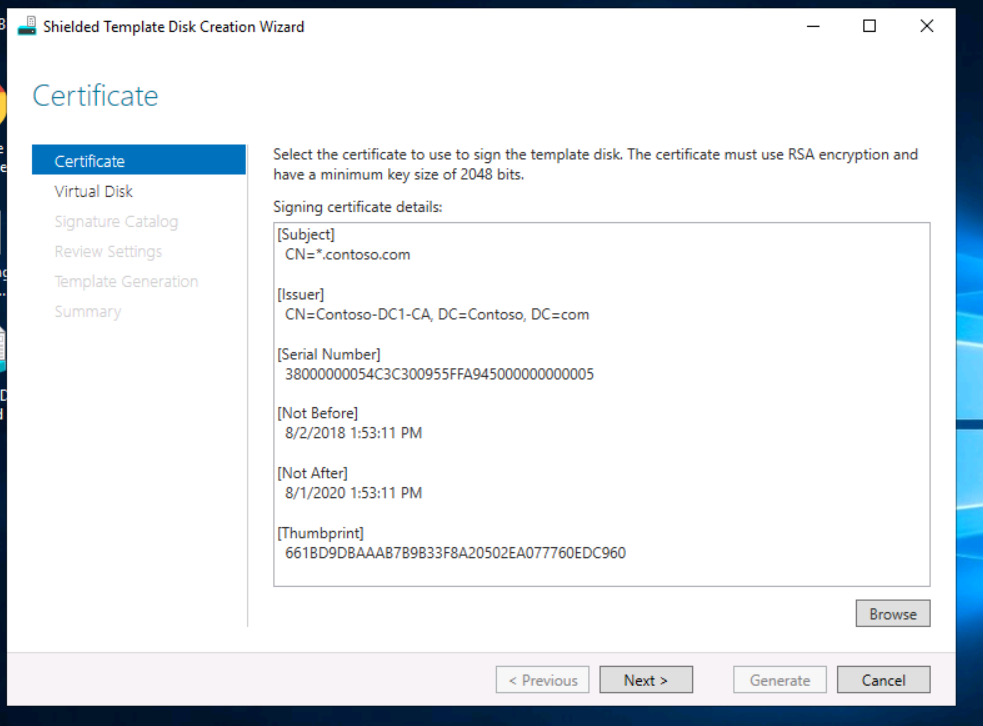 Shielded Template Disk Creation Wizard
Certificate
Certificate
Virtual Disk
Signature Catalog
Review Settings
Template Generation
Summary
Select the certificate to use to sign the template disk. The certificate must use RSA encryption and
have a minimum key size of 2048 bits.
Signing certificate details:
[Subject]
CN=*.contoso.com
[Issuer]
CN=Contoso-DC1-CA, DC=Contoso, DC=com
[Serial Number]
38000000054C3C300955FFA945000000000005
[Not Before]
8/2/2018 1:53:11 PM
[Not After]
8/1/2020 1:53:11 PM
[Thumbprint]
661BD9DBAAAB7B9B33F8A20502EA077760EDC960
Browse
< Previous
Next >
Generate
Cancel